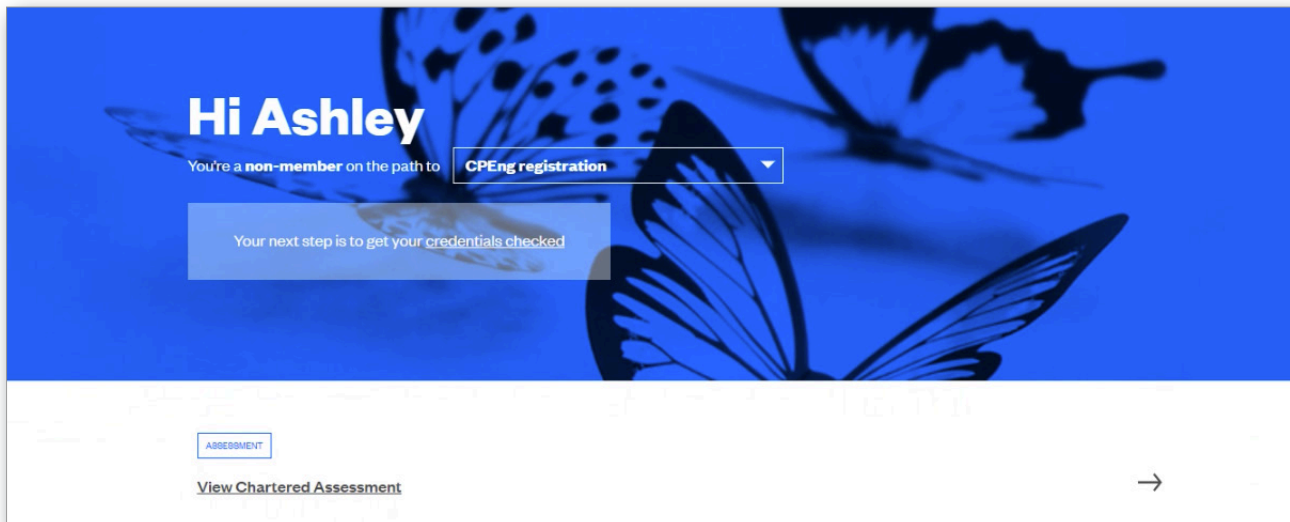 Hi Ashley
You're a non-member on the path to CPEng registration
Your next step is to get your credentials checked
ASSESSMENT
View Chartered Assessment